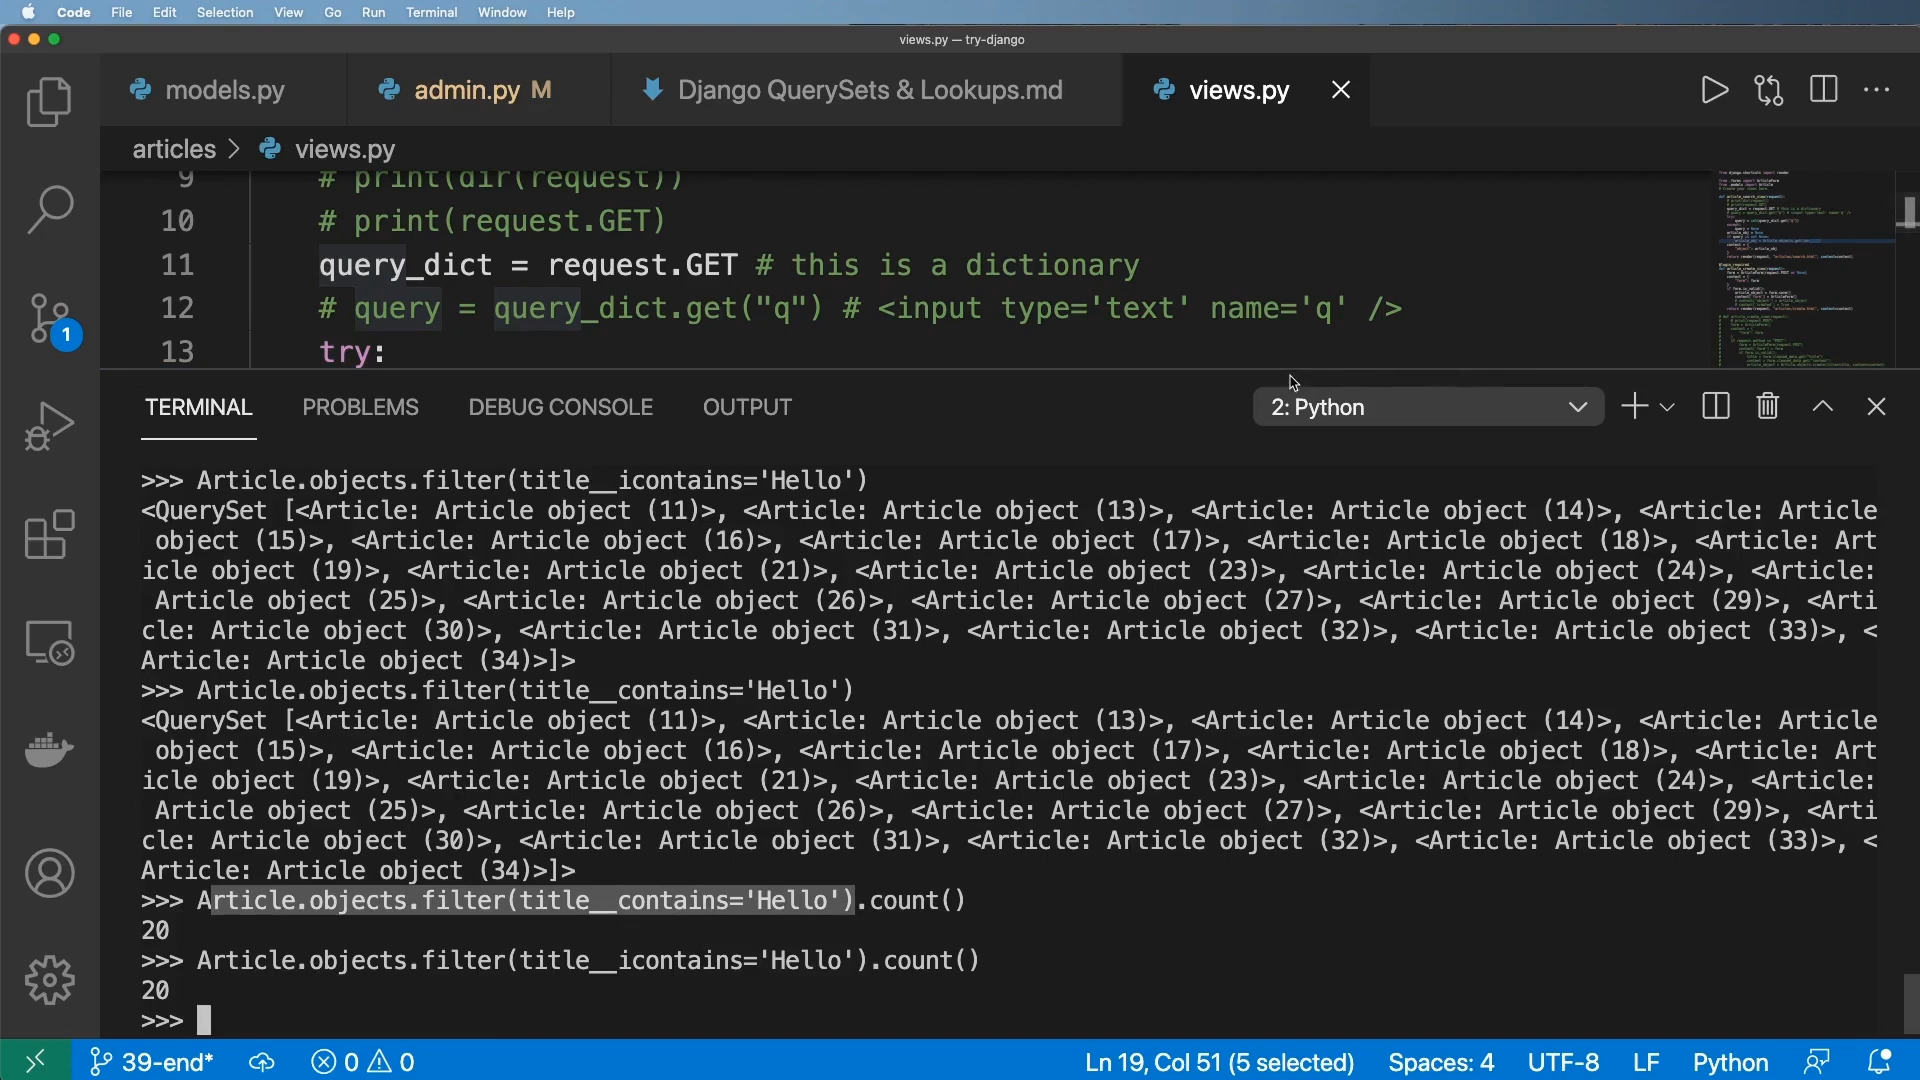 Code File Edit Selection View Go Run Terminal Window Help
views.py — try-django
models.py admin.py M Django QuerySets & Lookups.md views.py
articles > views.py
9 # print(dir(request))
10 # print(request.GET)
11 query_dict = request.GET # this is a dictionary
12 # query = query_dict.get("q") # <input type='text' name='q' />
13 try:
TERMINAL PROBLEMS DEBUG CONSOLE OUTPUT 2: Python
>>> Article.objects.filter(title__icontains='Hello')
<QuerySet [<Article: Article object (11)>, <Article: Article object (13)>, <Article: Article object (14)>, <Article: Article
object (15)>, <Article: Article object (16)>, <Article: Article object (17)>, <Article: Article object (18)>, <Article: Art
icle object (19)>, <Article: Article object (21)>, <Article: Article object (23)>, <Article: Article object (24)>, <Article:
Article object (25)>, <Article: Article object (26)>, <Article: Article object (27)>, <Article: Article object (29)>, <Arti
cle: Article object (30)>, <Article: Article object (31)>, <Article: Article object (32)>, <Article: Article object (33)>, <
Article: Article object (34)>]>
>>> Article.objects.filter(title__contains='Hello')
<QuerySet [<Article: Article object (11)>, <Article: Article object (13)>, <Article: Article object (14)>, <Article: Article
object (15)>, <Article: Article object (16)>, <Article: Article object (17)>, <Article: Article object (18)>, <Article: Art
icle object (19)>, <Article: Article object (21)>, <Article: Article object (23)>, <Article: Article object (24)>, <Article:
Article object (25)>, <Article: Article object (26)>, <Article: Article object (27)>, <Article: Article object (29)>, <Arti
cle: Article object (30)>, <Article: Article object (31)>, <Article: Article object (32)>, <Article: Article object (33)>, <
Article: Article object (34)>]>
>>> Article.objects.filter(title__contains='Hello').count()
20
>>> Article.objects.filter(title__icontains='Hello').count()
20
>>>
1
39-end* 0 0 Ln 19, Col 51 (5 selected) Spaces: 4 UTF-8 LF Python